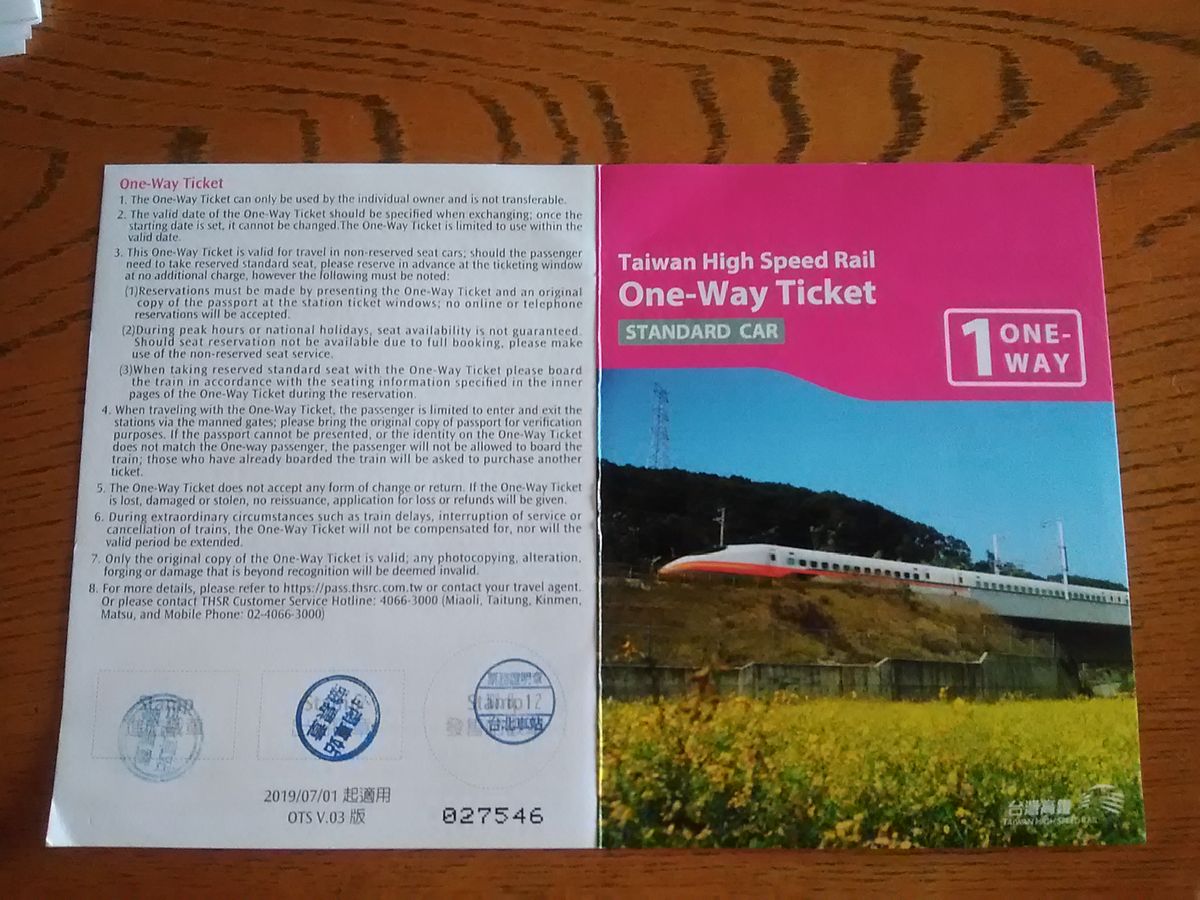 One-Way Ticket
1. The One-Way Ticket can only be used by the individual owner and is not transferable.
2. The valid date of the One-Way Ticket should be specified when exchanging; once the
starting date is set, it cannot be changed.The One-Way Ticket is limited to use within the
valid date.
3. This One-Way Ticket is valid for travel in non-reserved seat cars; should the passenger
need to take reserved standard seat, please reserve in advance at the ticketing window
at no additional charge, however the following must be noted:
(1)Reservations must be made by presenting the One-Way Ticket and an original
copy of the passport at the station ticket windows; no online or telephone
reservations will be accepted.
(2)During peak hours or national holidays, seat availability is not guaranteed.
Should seat reservation not be available due to full booking, please make
use of the non-reserved seat service.
(3)When taking reserved standard seat with the One-Way Ticket please board
the train in accordance with the seating information specified in the inner
pages of the One-Way Ticket during the reservation.
4. When traveling with the One-Way Ticket, the passenger is limited to enter and exit the
stations via the manned gates; please bring the original copy of passport for verification
purposes. If the passport cannot be presented, or the identity on the One-Way Ticket
does not match the One-way passenger, the passenger will not be allowed to board the
train; those who have already boarded the train will be asked to purchase another
ticket.
5. The One-Way Ticket does not accept any form of change or return. If the One-Way Ticket
is lost, damaged or stolen, no reissuance, application for loss or refunds will be given.
6. During extraordinary circumstances such as train delays, interruption of service or
cancellation of trains, the One-Way Ticket will not be compensated for, nor will the
valid period be extended.
7. Only the original copy of the One-Way Ticket is valid; any photocopying, alteration,
forging or damage that is beyond recognition will be deemed invalid.
8. For more details, please refer to https://pass.thsrc.com.tw or contact your travel agent.
Or please contact THSR Customer Service Hotline: 4066-3000 (Miaoli, Taitung, Kinmen,
Matsu, and Mobile Phone: 02-4066-3000)
Stamp
Stamp
台北車站
2019/07/01 起適用
OTS V.03 版
027546
Taiwan High Speed Rail
One-Way Ticket
STANDARD CAR
1 ONE-
WAY
台灣高鐵
TAIWAN HIGH SPEED RAIL